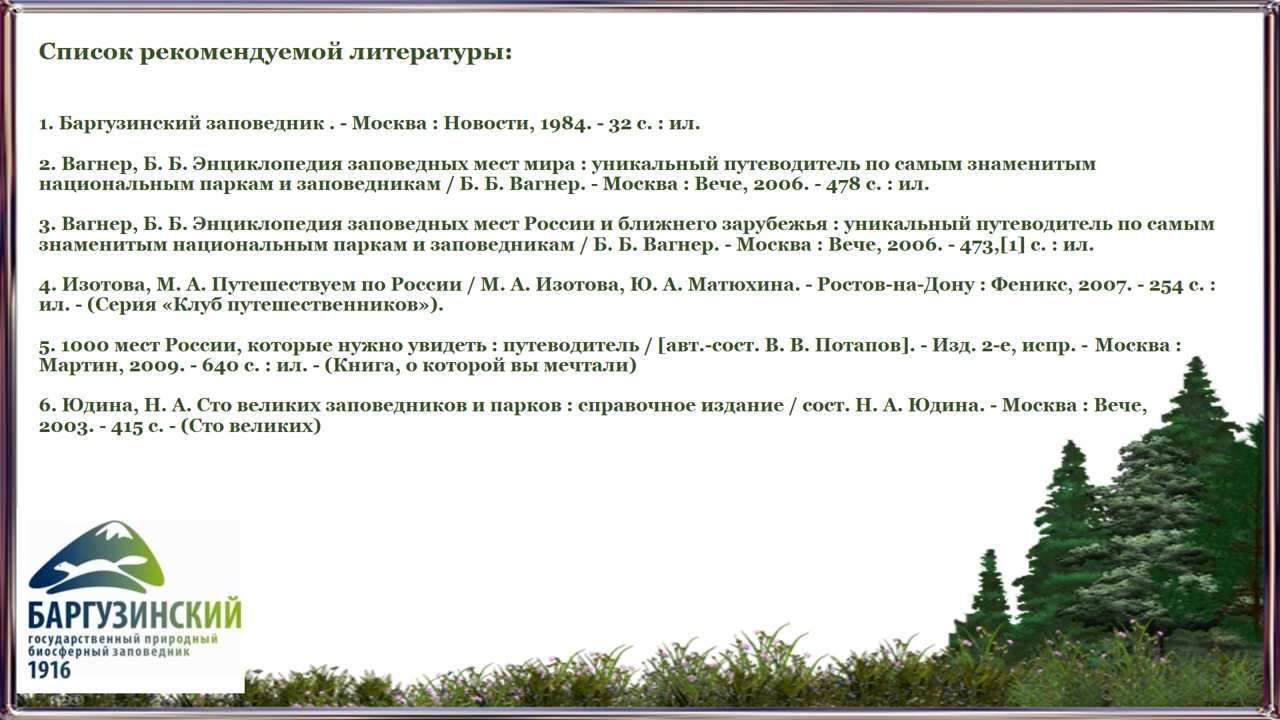 Список рекомендуемой литературы:
1. Баргузинский заповедник . - Москва : Новости, 1984. - 32 с. : ил.
2. Вагнер, Б. Б. Энциклопедия заповедных мест мира : уникальный путеводитель по самым знаменитым
национальным паркам и заповедникам / Б. Б. Вагнер. - Москва : Вече, 2006. - 478 с. : ил.
3. Вагнер, Б. Б. Энциклопедия заповедных мест России и ближнего зарубежья : уникальный путеводитель по самым
знаменитым национальным паркам и заповедникам / Б. Б. Вагнер. - Москва : Вече, 2006. - 473,[1] с. : ил.
4. Изотова, М. А. Путешествуем по России / М. А. Изотова, Ю. А. Матюхина. - Ростов-на-Дону : Феникс, 2007. - 254 с. :
ил. - (Серия «Клуб путешественников»).
5. 1000 мест России, которые нужно увидеть : путеводитель / [авт.-сост. В. В. Потапов]. - Изд. 2-е, испр. - Москва :
Мартин, 2009. - 640 с. : ил. - (Книга, о которой вы мечтали)
6. Юдина, Н. А. Сто великих заповедников и парков : справочное издание / сост. Н. А. Юдина. - Москва : Вече,
2003. - 415 с. - (Сто великих)
БАРГУЗИНСКИЙ
государственный природный
биосферный заповедник
1916